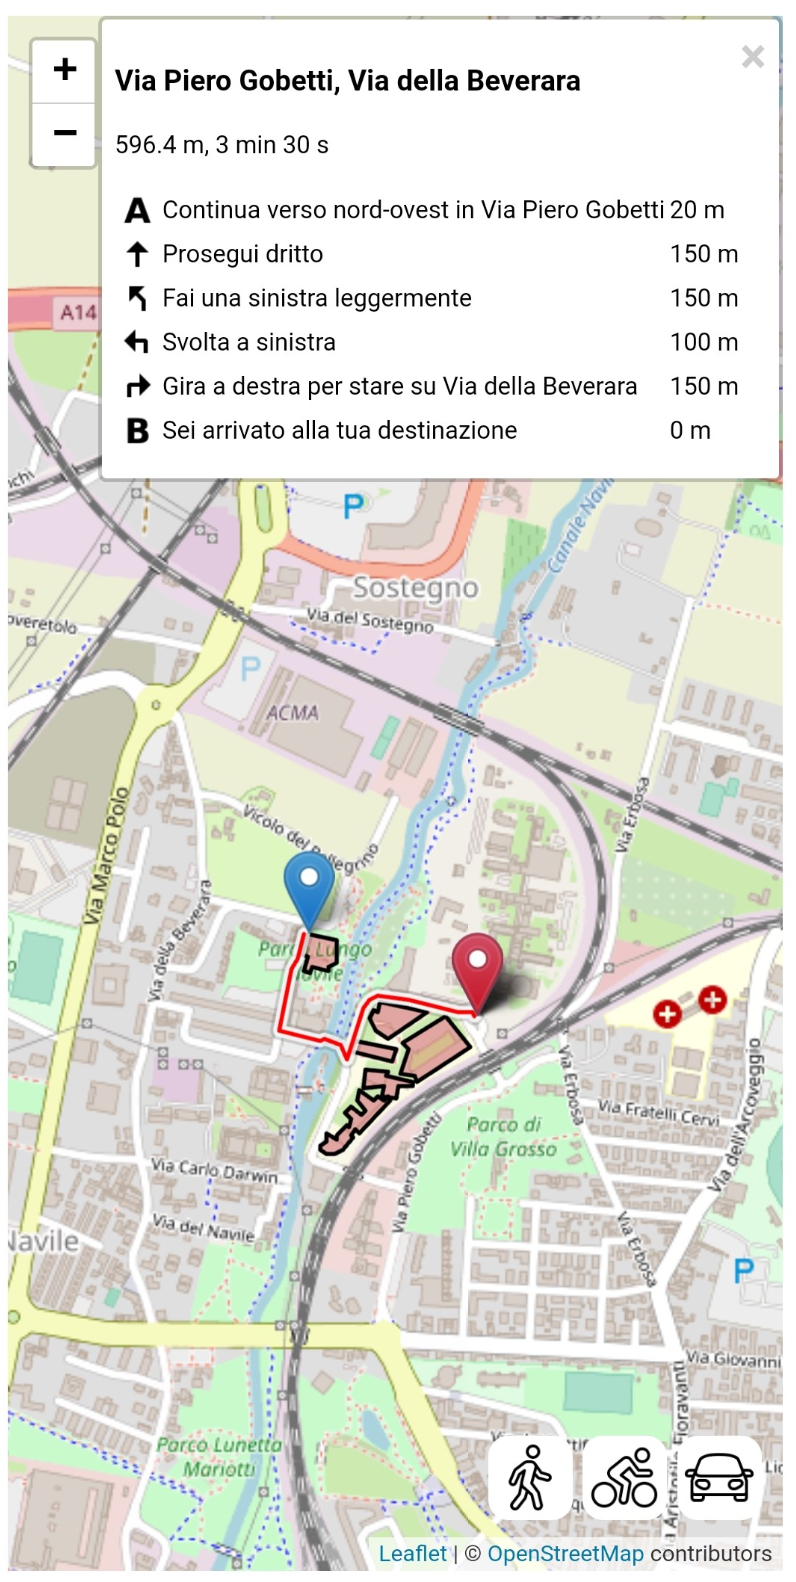 +
−
×
Via Piero Gobetti, Via della Beverara
596.4 m, 3 min 30 s
A Continua verso nord-ovest in Via Piero Gobetti 20 m
Prosegui dritto 150 m
Fai una sinistra leggermente 150 m
Svolta a sinistra 100 m
Gira a destra per stare su Via della Beverara 150 m
B Sei arrivato alla tua destinazione 0 m
A14
P
Canale Navil
Sostegno
Via del Sostegno
overetolo
P
ACMA
Via Marco Polo
Via Erbosa
Vicolo del Pellegrino
Via della Beverara
Parco Lungo
Navile
Via Erbosa
Via Fratelli Cervi
Via dell'Arcoveggio
Parco di
Villa Grosso
Via Piero Gobetti
Via Carlo Darwin
Via del Navile
Navile
Via Erbosa
P
Via Giovanni
Parco Lunetta
Mariotti
Fioravanti
Leaflet | © OpenStreetMap contributors